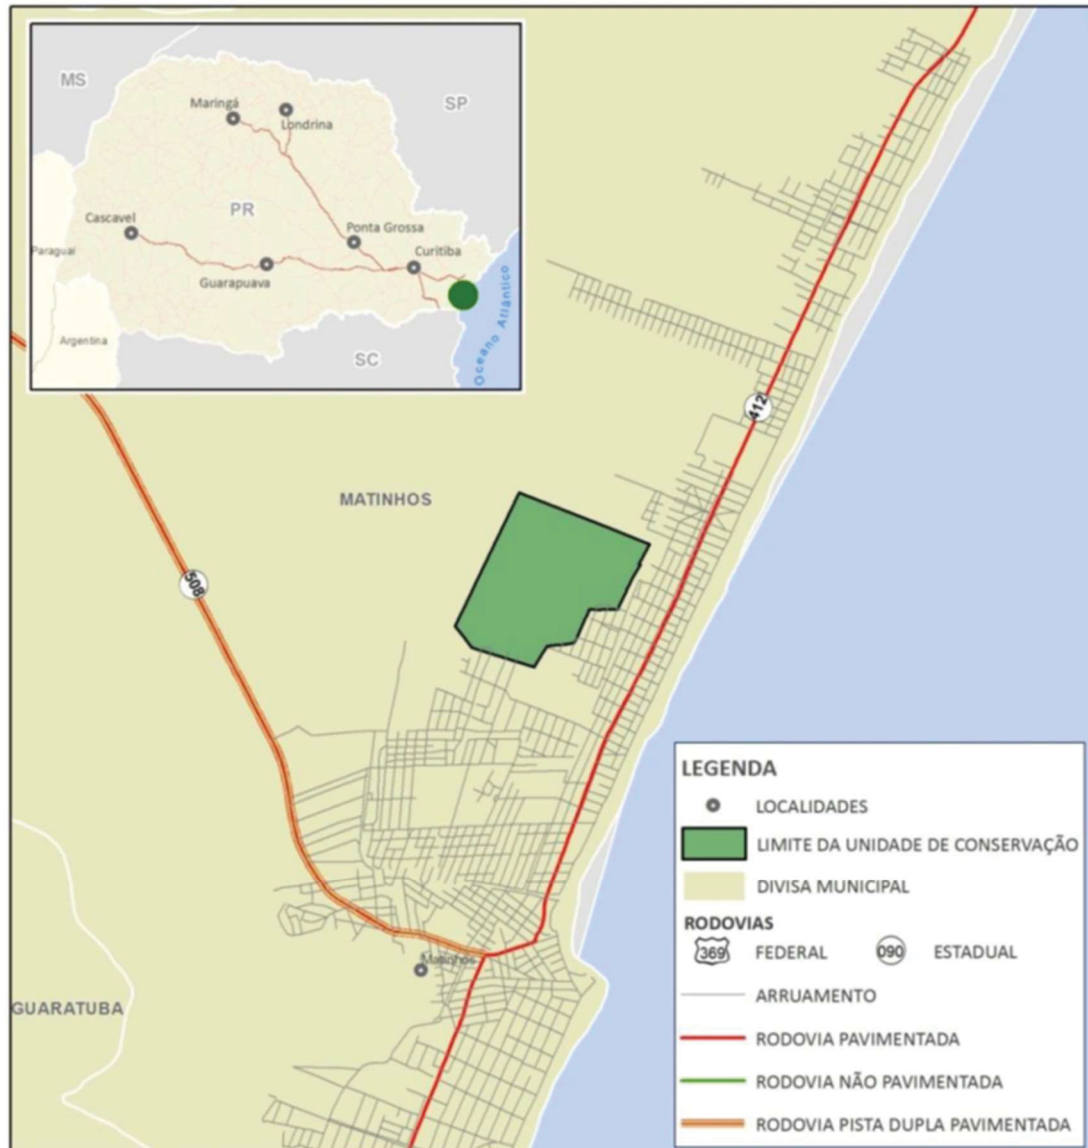 MS
SP
Maringá
Londrina
PR
Cascavel
Ponta Grossa
Curitiba
Paraguai
Guarapuava
Argentina
SC
Oceano Atlântico
412
MATINHOS
508
Matinhos
GUARATUBA
LEGENDA
LOCALIDADES
LIMITE DA UNIDADE DE CONSERVAÇÃO
DIVISA MUNICIPAL
RODOVIAS
369 FEDERAL 090 ESTADUAL
ARRUAMENTO
RODOVIA PAVIMENTADA
RODOVIA NÃO PAVIMENTADA
RODOVIA PISTA DUPLA PAVIMENTADA